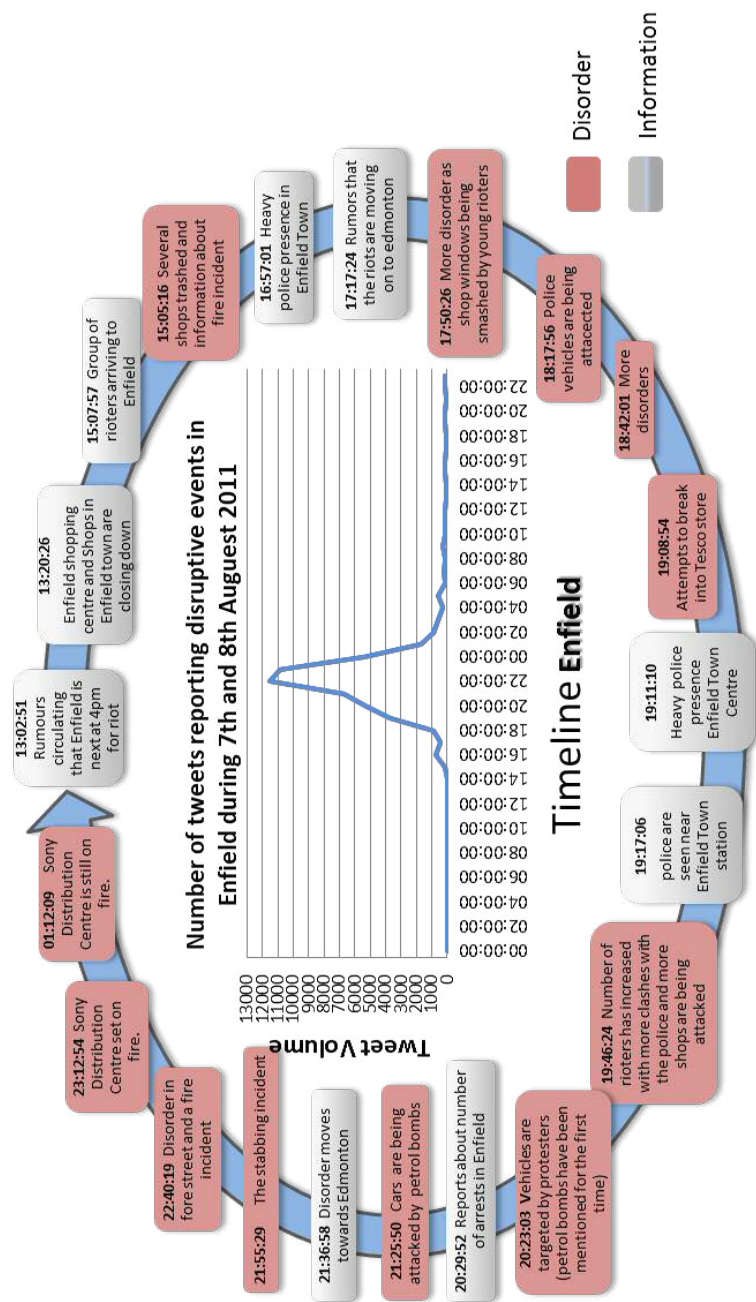 13:02:51
Rumours
circulating
that Enfield is
next at 4pm
for riot
13:20:26
Enfield shopping
centre and Shops in
Enfield town are
closing down
15:07:57 Group of
rioters arriving to
Enfield
15:05:16 Several
shops trashed and
information about
fire incident
16:57:01 Heavy
police presence in
Enfield Town
17:17:24 Rumors that
the riots are moving
on to edmonton
17:50:26 More disorder as
shop windows being
smashed by young rioters
18:17:56 Police
vehicles are being
attacected
18:42:01 More
disorders
19:08:54
Attempts to break
into Tesco store
19:11:10
Heavy police
presence
Enfield Town
Centre
19:17:06
police are
seen near
Enfield Town
station
19:46:24 Number of
rioters has increased
with more clashes with
the police and more
shops are being
attacked
20:23:03 Vehicles are
targeted by protesters
(petrol bombs have been
mentioned for the first
time)
20:29:52 Reports about number
of arrests in Enfield
21:25:50 Cars are being
attacked by petrol bombs
21:36:58 Disorder moves
towards Edmonton
21:55:29 The stabbing incident
22:40:19 Disorder in
fore street and a fire
incident
23:12:54 Sony
Distribution
Centre set on
fire.
01:12:09 Sony
Distribution
Centre is still on
fire.
Number of tweets reporting disruptive events in
Enfield during 7th and 8th Auguest 2011
Tweet Volume
13000
12000
11000
10000
9000
8000
7000
6000
5000
4000
3000
2000
1000
0
00:00:00
02:00:00
04:00:00
06:00:00
08:00:00
10:00:00
12:00:00
14:00:00
16:00:00
18:00:00
20:00:00
22:00:00
00:00:00
02:00:00
04:00:00
06:00:00
08:00:00
10:00:00
12:00:00
14:00:00
16:00:00
18:00:00
20:00:00
22:00:00
Timeline Enfield
Disorder
Information